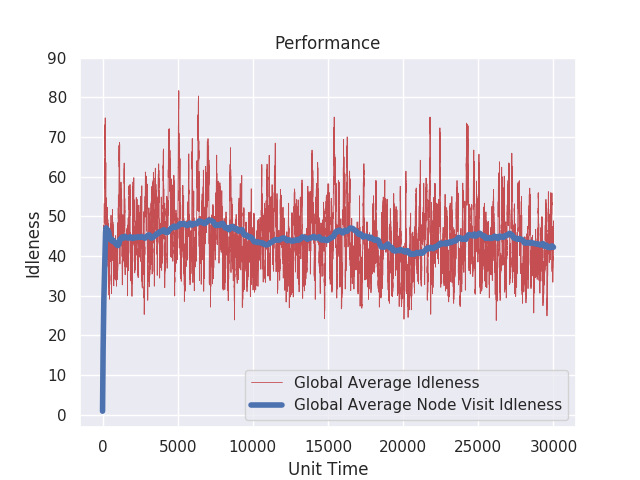 Performance
90
80
70
60
50
40
30
20
10
0
Idleness
Global Average Idleness
Global Average Node Visit Idleness
0 5000 10000 15000 20000 25000 30000
Unit Time